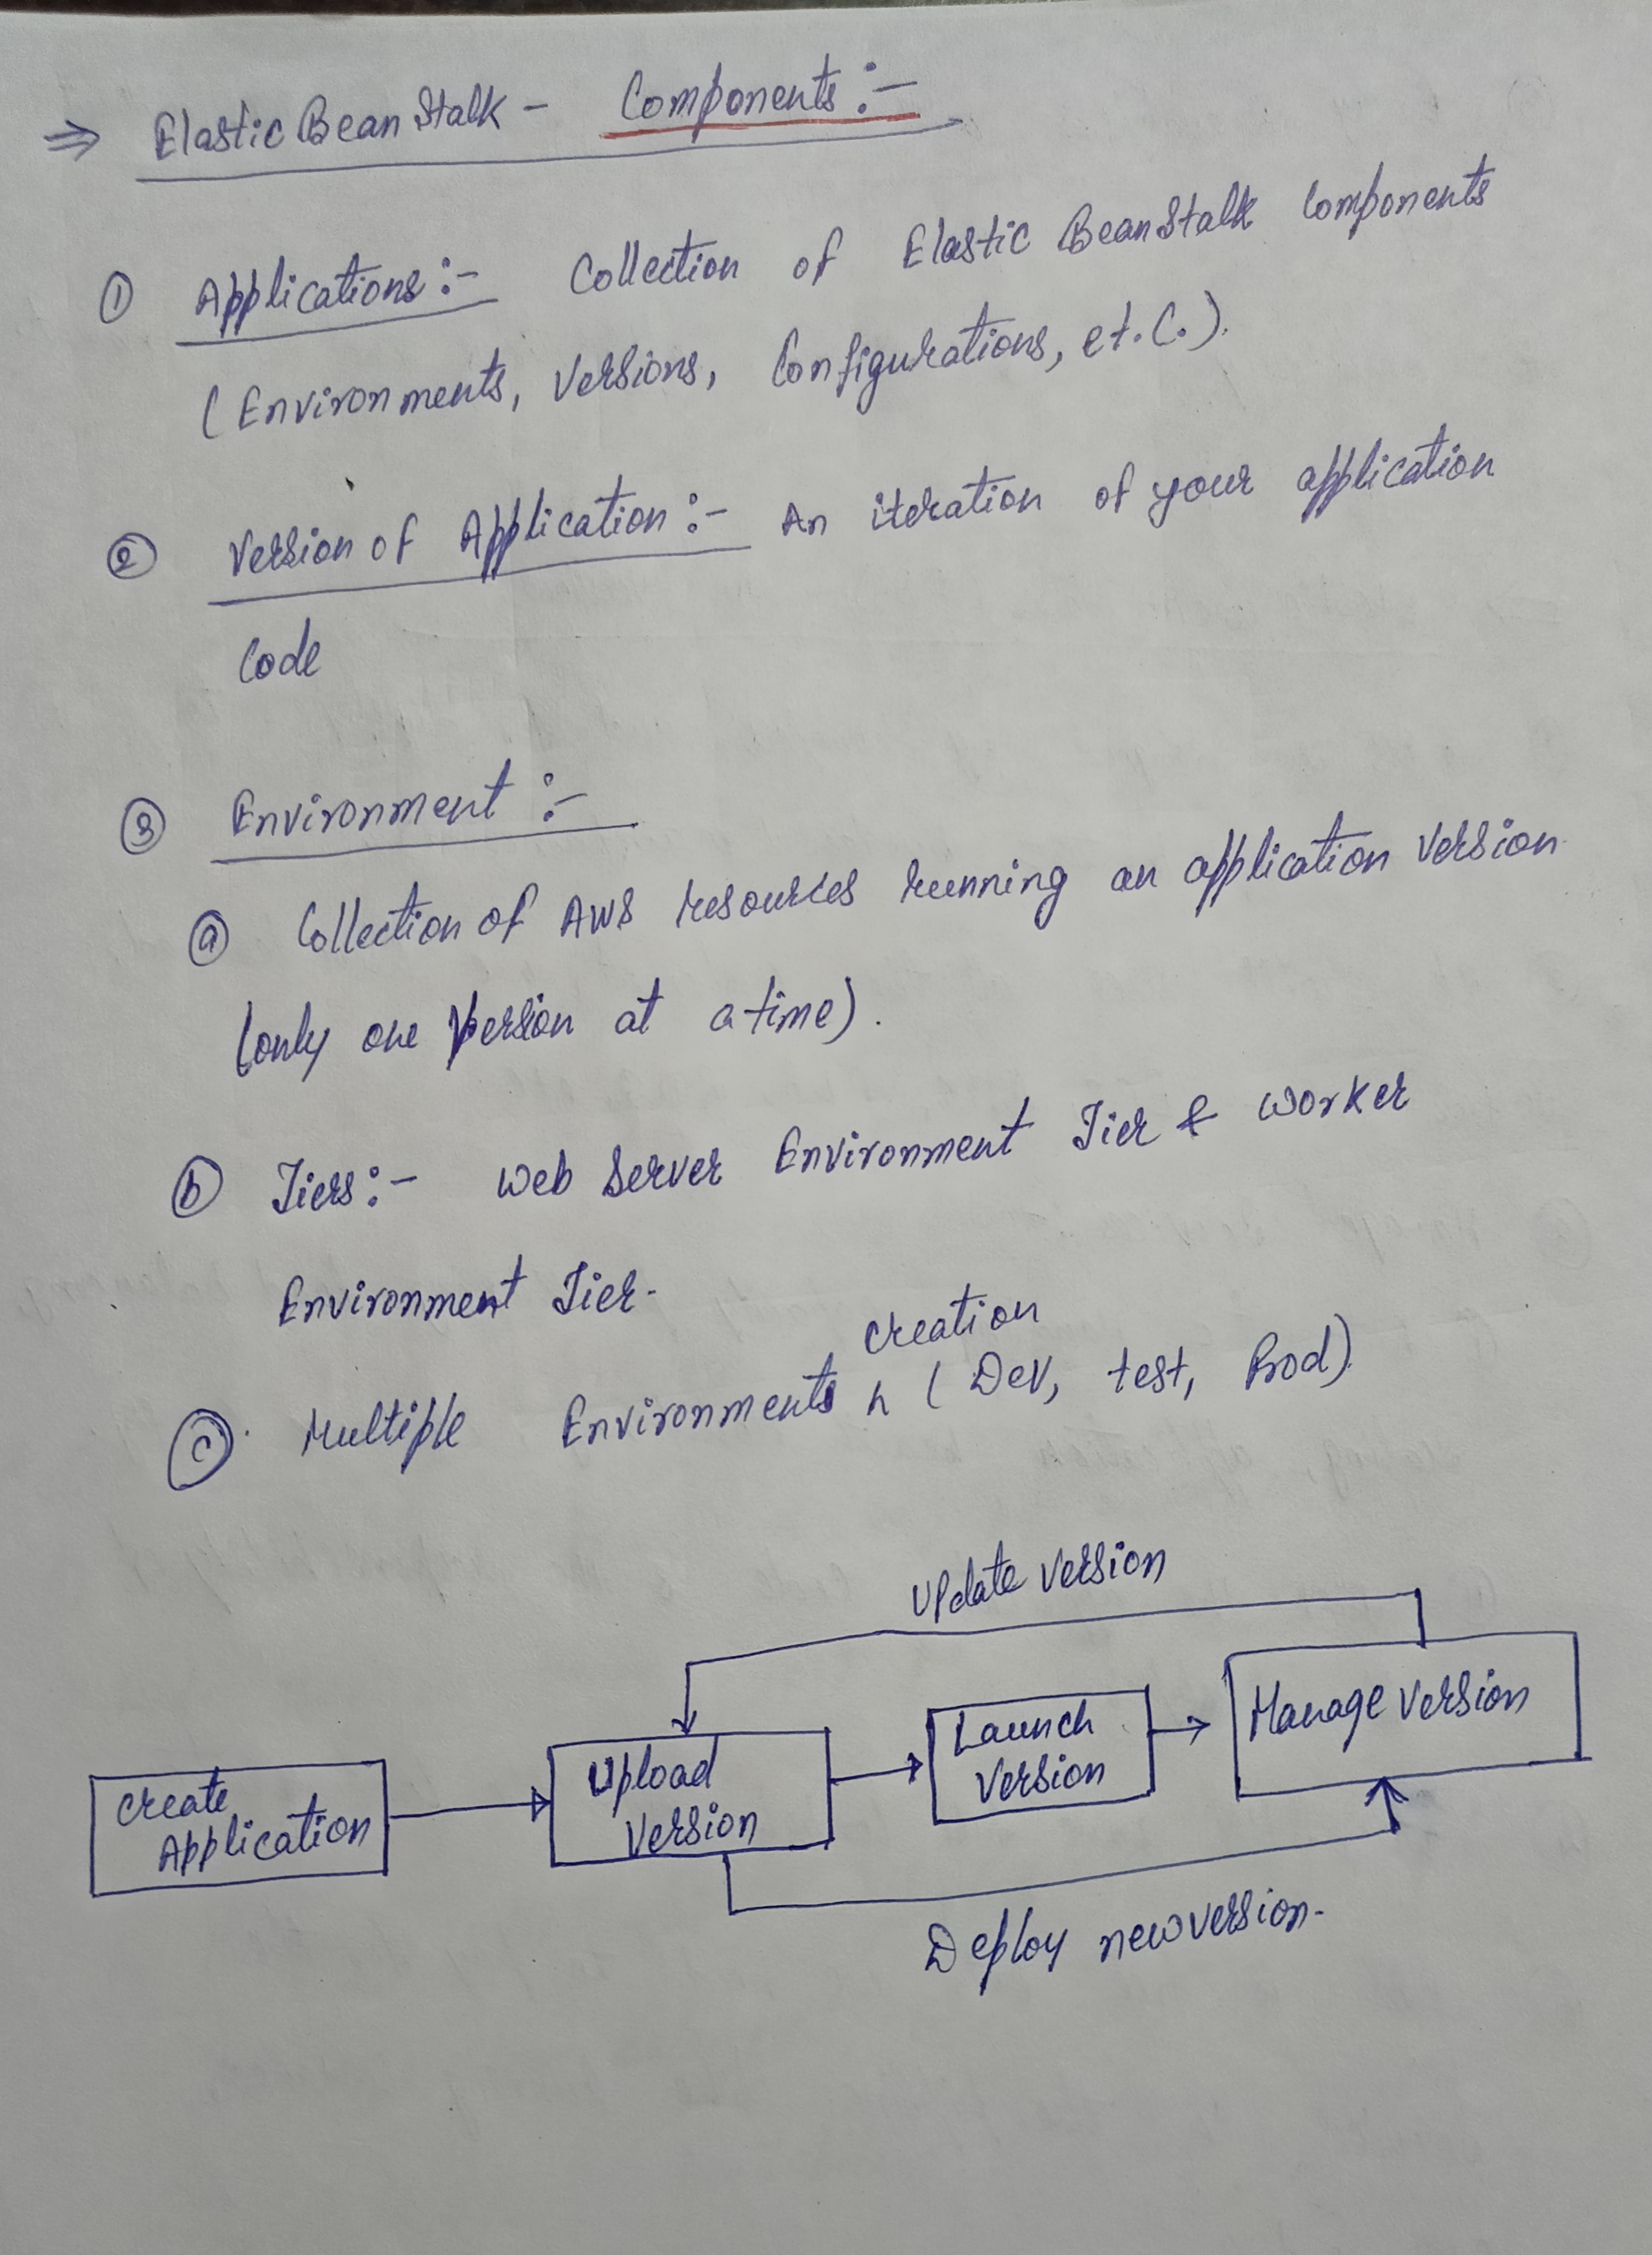 ⇒ Elastic Bean Stalk - Components :-
① Applications :- Collection of Elastic BeanStalk Components
(Environments, Versions, Configurations, et.C.).
② Version of Application :- An iteration of your application
Code
③ Environment :-
ⓐ Collection of AWS resources running an application Version
(only one Version at a time).
ⓑ Tiers :- Web Server Environment Tier & Worker
Environment Tier.
creation
ⓒ. Multiple Environments ^ (Dev, test, Prod).
Update Version
Create
Application
Upload
Version
Launch
Version
Manage Version
Deploy new version.